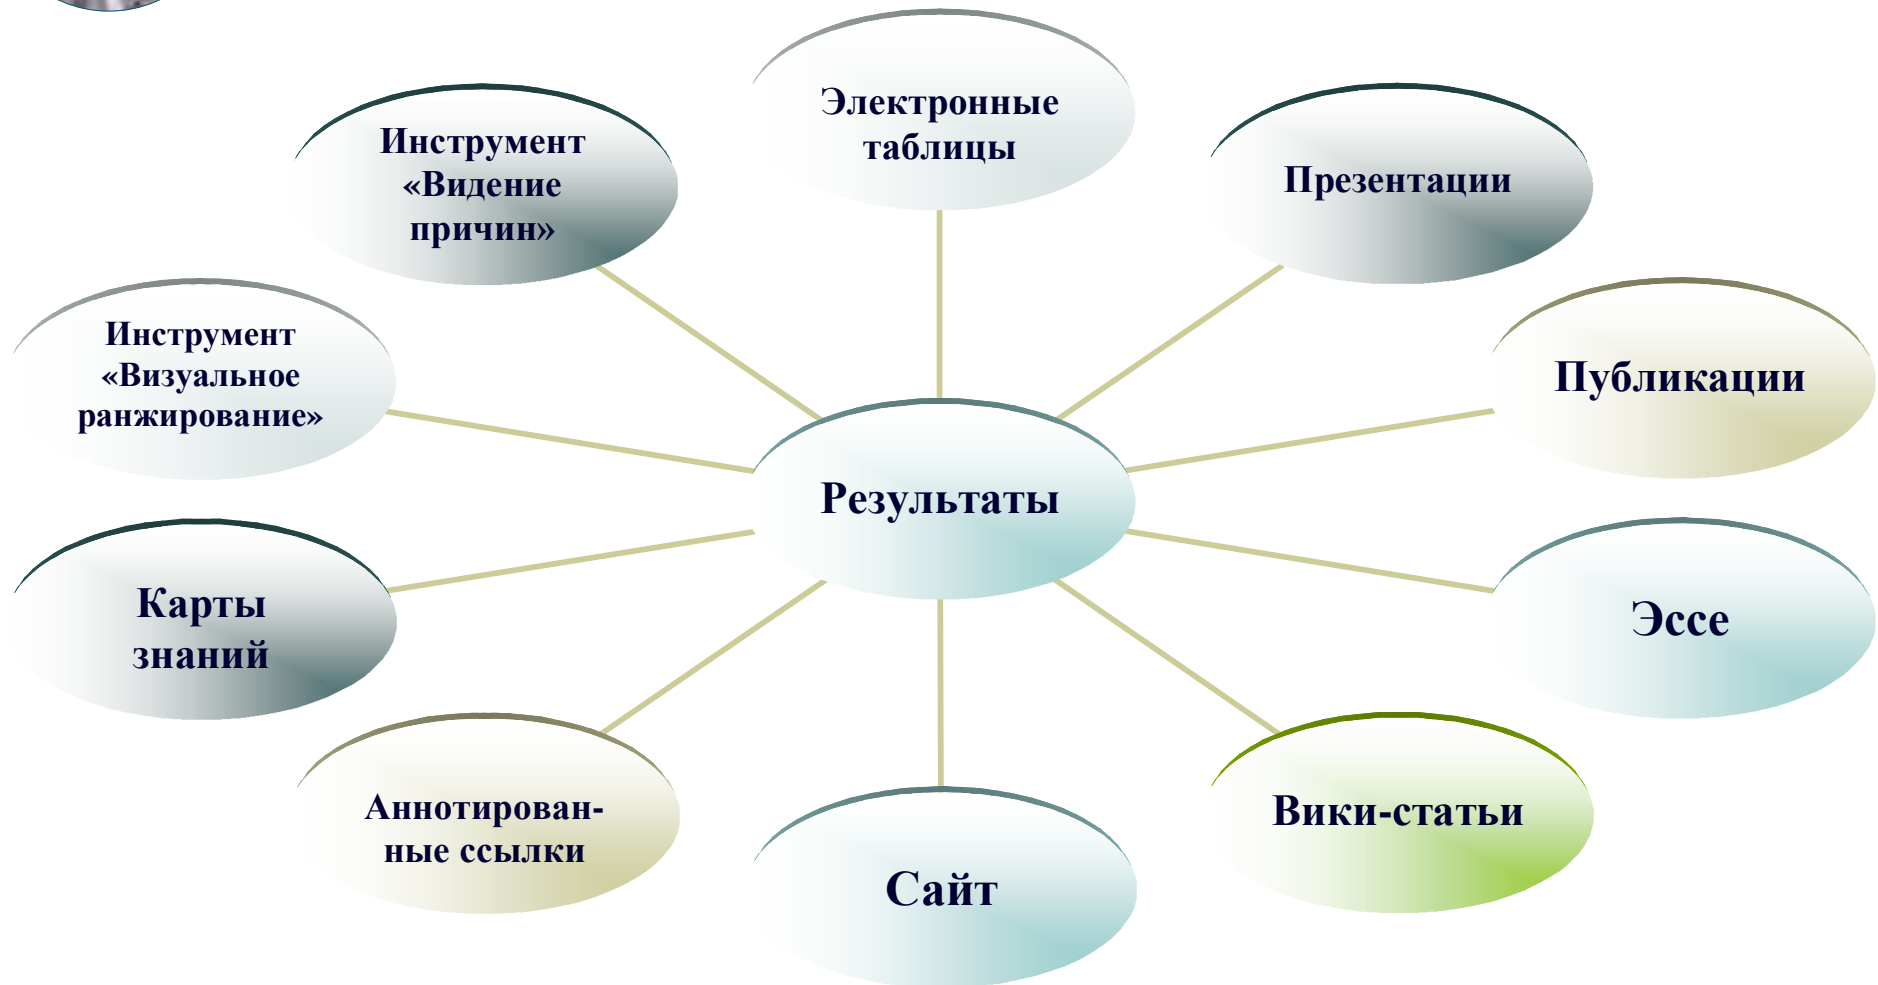 Электронные
таблицы
Презентации
Публикации
Эссе
Вики-статьи
Сайт
Аннотирован-
ные ссылки
Карты
знаний
Инструмент
«Визуальное
ранжирование»
Инструмент
«Видение
причин»
Результаты